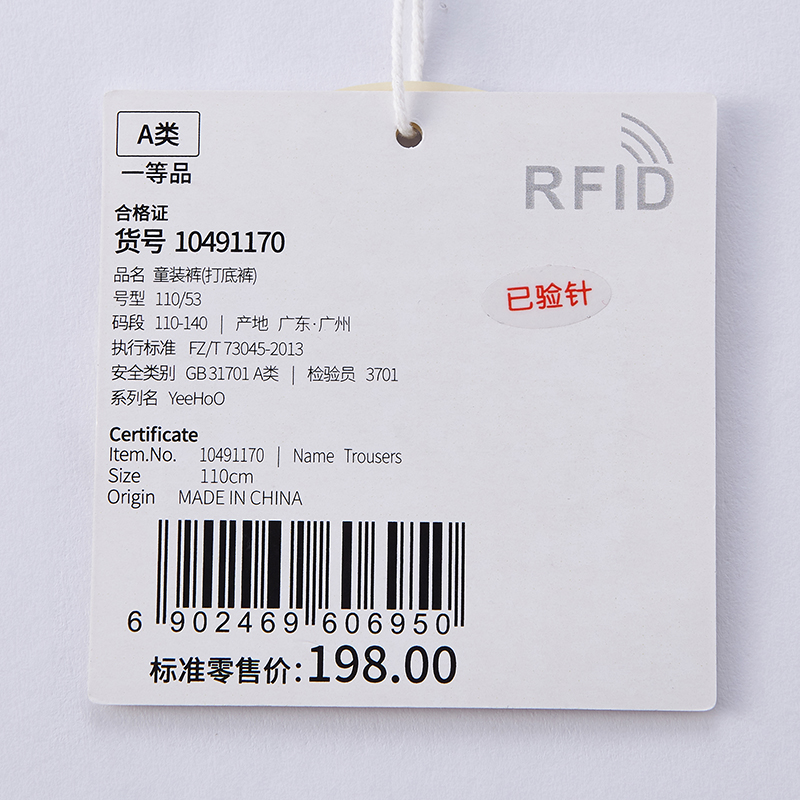 A类
一等品
RFID
合格证
货号 10491170
品名 童装裤(打底裤)
号型 110/53
已验针
码段 110-140 | 产地 广东·广州
执行标准 FZ/T 73045-2013
安全类别 GB 31701 A类 | 检验员 3701
系列名 YeeHoO
Certificate
Item.No. 10491170 | Name Trousers
Size 110cm
Origin MADE IN CHINA
6 902469 606950
标准零售价:198.00